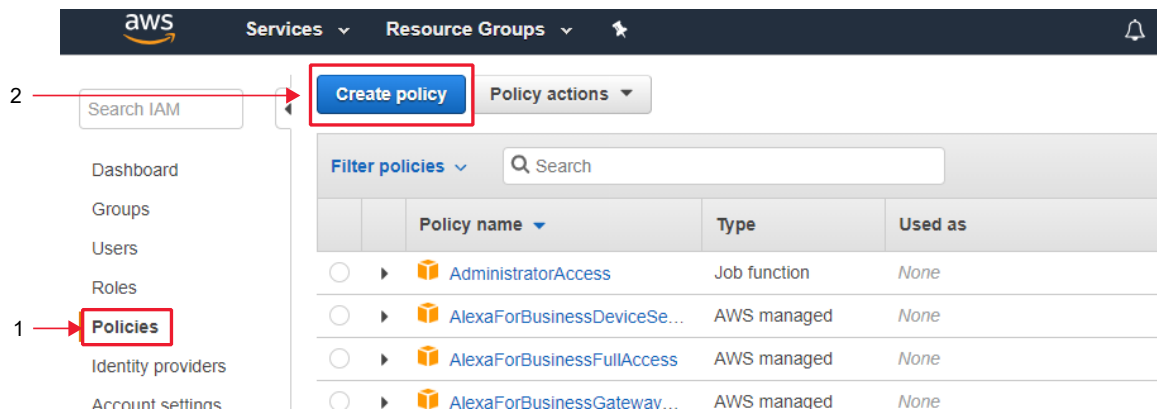 aws
Services
Resource Groups
2
Create policy
Policy actions
Search IAM
Filter policies
Search
Dashboard
Groups
Users
Roles
1
Policies
Identity providers
Account settings
Policy name
Type
Used as
AdministratorAccess
Job function
None
AlexaForBusinessDeviceSe...
AWS managed
None
AlexaForBusinessFullAccess
AWS managed
None
AlexaForBusinessGateway...
AWS managed
None